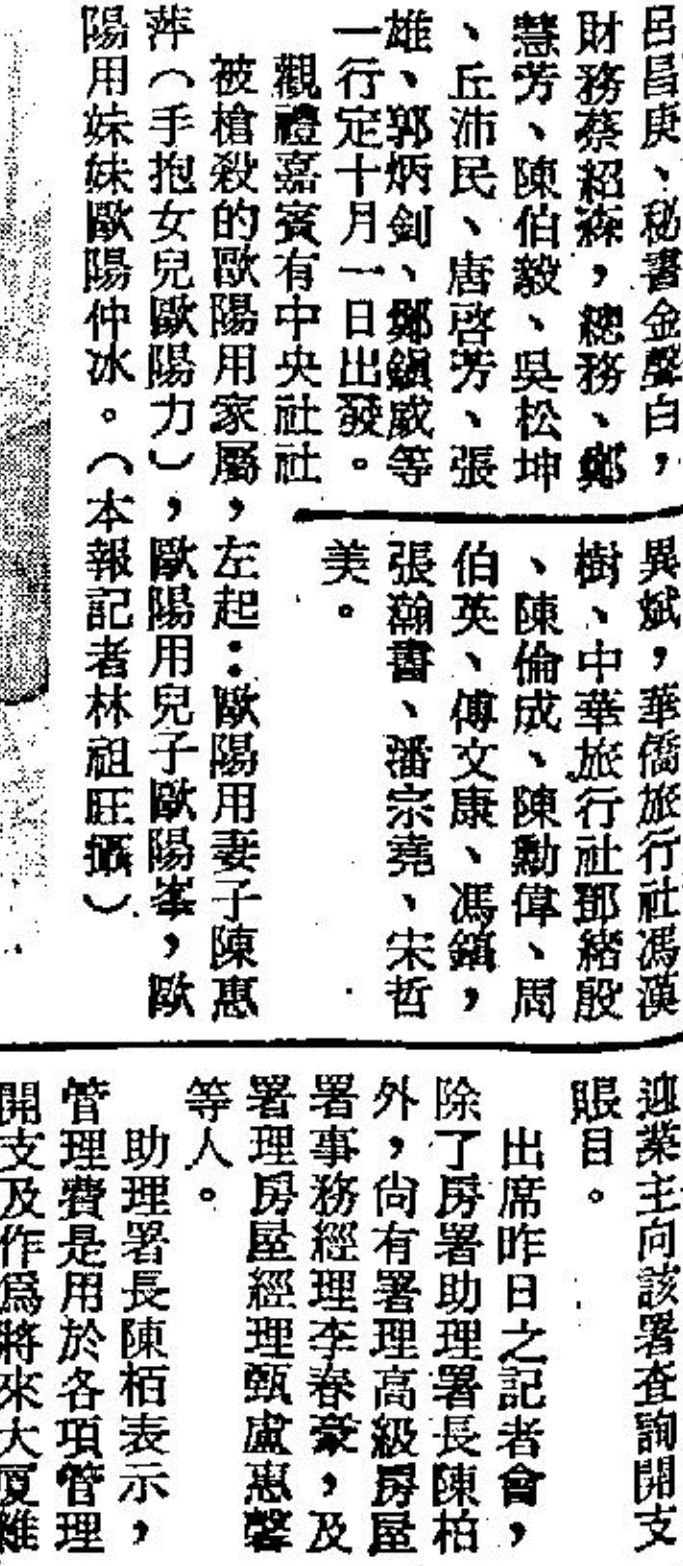 呂昌庚、秘書金聲白，
財務蔡紹森，總務、鄭
慧芳、陳伯毅、吳松坤
、丘沛民、唐啓芳、張
雄、郭炳釗、鄭鎭威等
一行定十月一日出發。
觀禮嘉賓有中央社社
異斌，華僑旅行社馮漢
樹、中華旅行社鄧緒殷
、陳倫成、陳勳偉、周
伯英、傅文康、馮鎬，
張瀚書、潘宗堯、宋哲
美。
被槍殺的歐陽用家屬，左起：歐陽用妻子陳惠
萍（手抱女兒歐陽力），歐陽用兒子歐陽峯，歐
陽用妹妹歐陽仲冰。（本報記者林祖旺攝）
迎業主向該署查詢開支
賬目。
出席昨日之記者會，
除了房署助理署長陳柏
外，尚有署理高級房屋
署事務經理李春豪，及
署理房屋經理甄盧惠馨
等人。
助理署長陳栢表示，
管理費是用於各項管理
開支及作爲將來大厦維